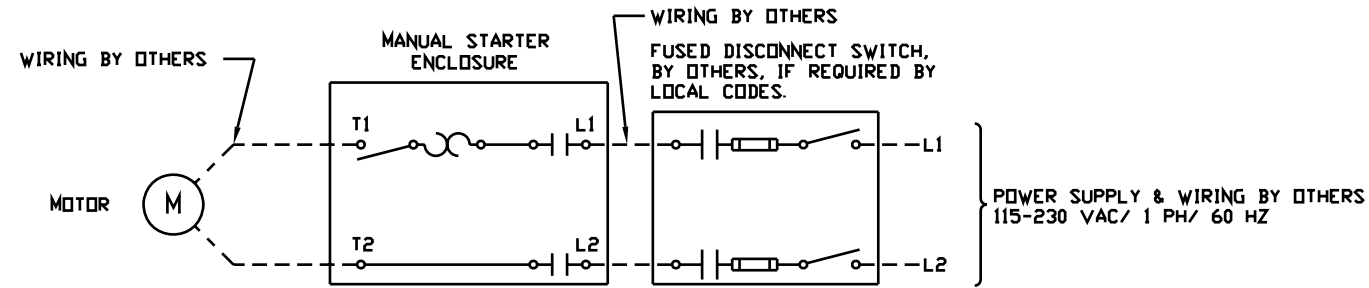 WIRING BY OTHERS
WIRING BY OTHERS
MANUAL STARTER
ENCLOSURE
FUSED DISCONNECT SWITCH,
BY OTHERS, IF REQUIRED BY
LOCAL CODES.
T1
L1
L1
MOTOR
M
POWER SUPPLY & WIRING BY OTHERS
115-230 VAC/ 1 PH/ 60 HZ
T2
L2
L2